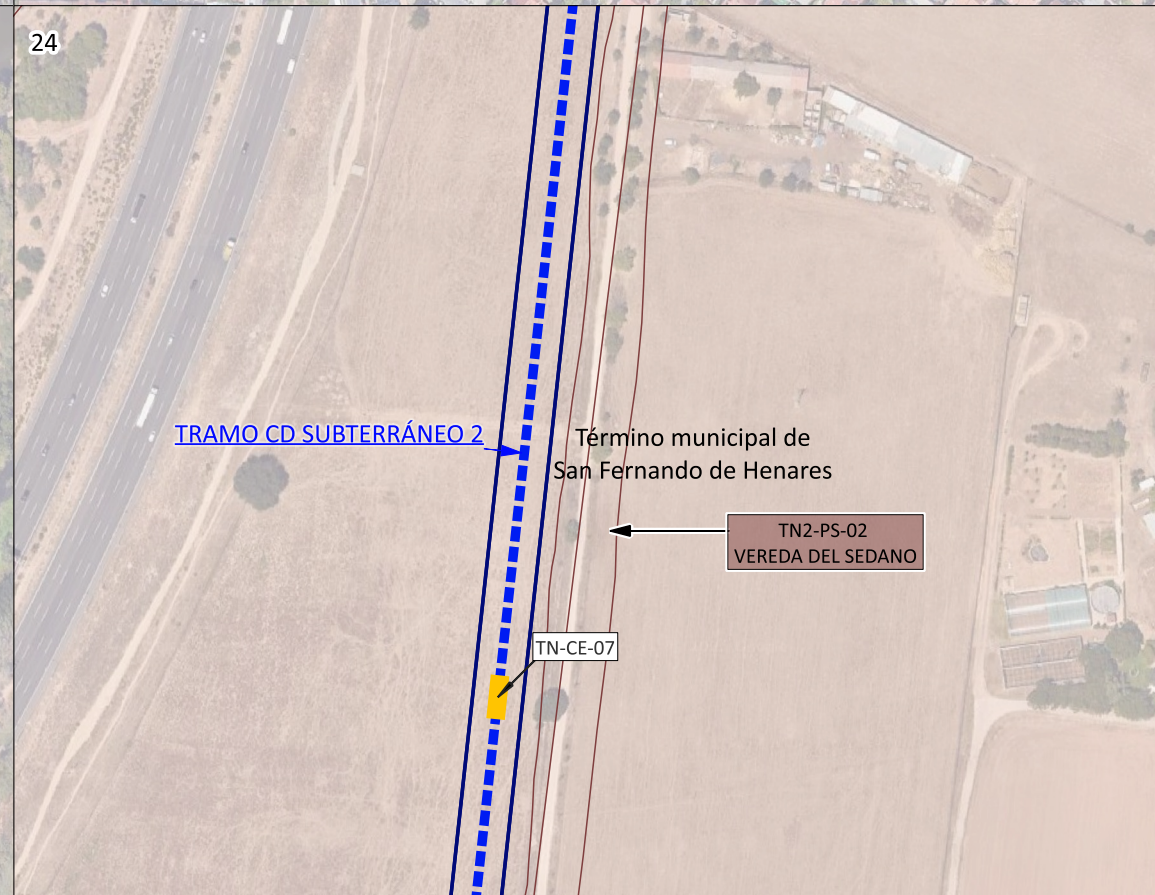 24
TRAMO CD SUBTERRÁNEO 2
Término municipal de
San Fernando de Henares
TN2-PS-02
VEREDA DEL SEDANO
TN-CE-07